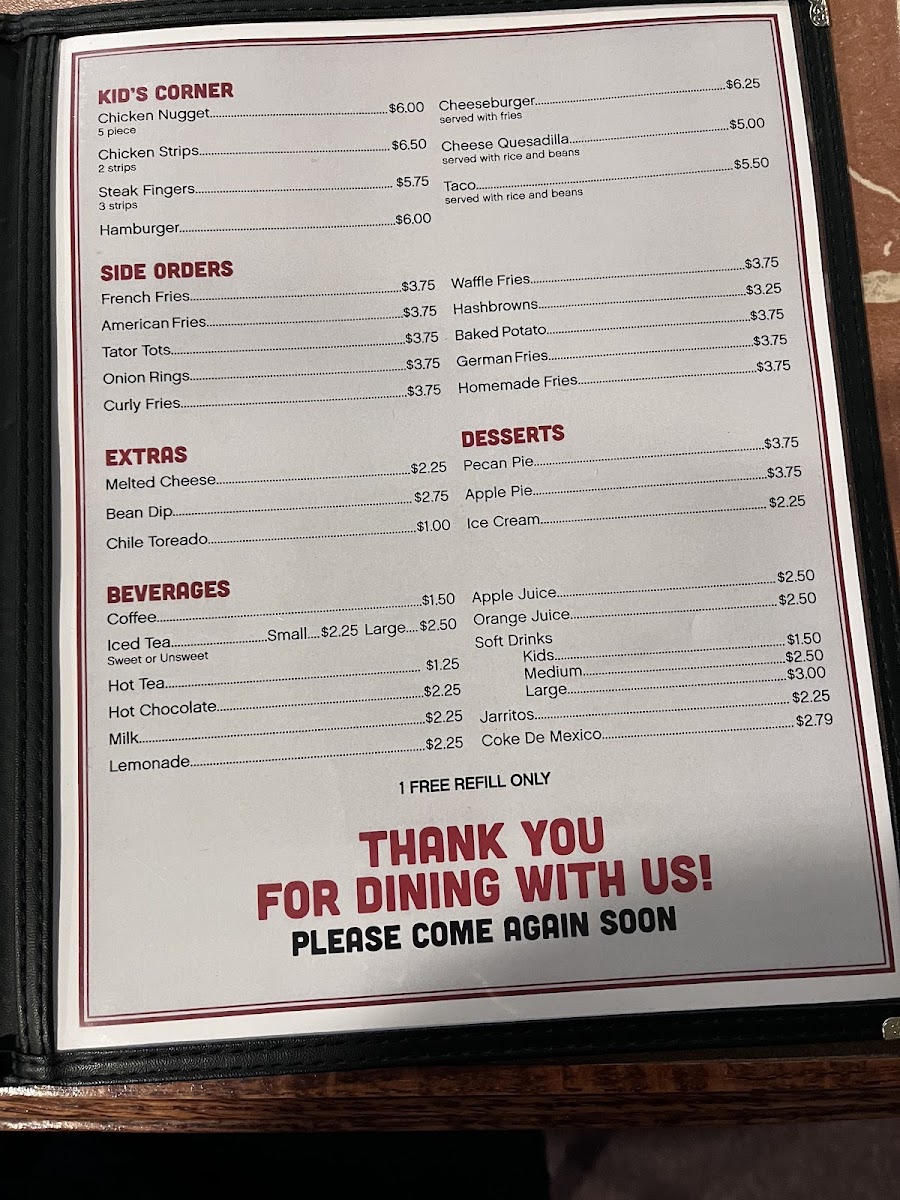 KID'S CORNER
Chicken Nugget........$6.00
5 piece
Chicken Strips........$6.50
2 strips
Steak Fingers........$5.75
3 strips
Hamburger........$6.00
Cheeseburger........$6.25
served with fries
Cheese Quesadilla........$5.00
served with rice and beans
Taco........$5.50
served with rice and beans
SIDE ORDERS
French Fries........$3.75
American Fries........$3.75
Tator Tots........$3.75
Onion Rings........$3.75
Curly Fries........$3.75
Waffle Fries........$3.75
Hashbrowns........$3.25
Baked Potato........$3.75
German Fries........$3.75
Homemade Fries........$3.75
EXTRAS
Melted Cheese........$2.25
Bean Dip........$2.75
Chile Toreado........$1.00
DESSERTS
Pecan Pie........$3.75
Apple Pie........$3.75
Ice Cream........$2.25
BEVERAGES
Coffee........$1.50
Iced Tea........Small....$2.25 Large....$2.50
Sweet or Unsweet
Hot Tea........$1.25
Hot Chocolate........$2.25
Milk........$2.25
Lemonade........$2.25
Apple Juice........$2.50
Orange Juice........$2.50
Soft Drinks
Kids........$1.50
Medium........$2.50
Large........$3.00
Jarritos........$2.25
Coke De Mexico........$2.79
1 FREE REFILL ONLY
THANK YOU
FOR DINING WITH US!
PLEASE COME AGAIN SOON